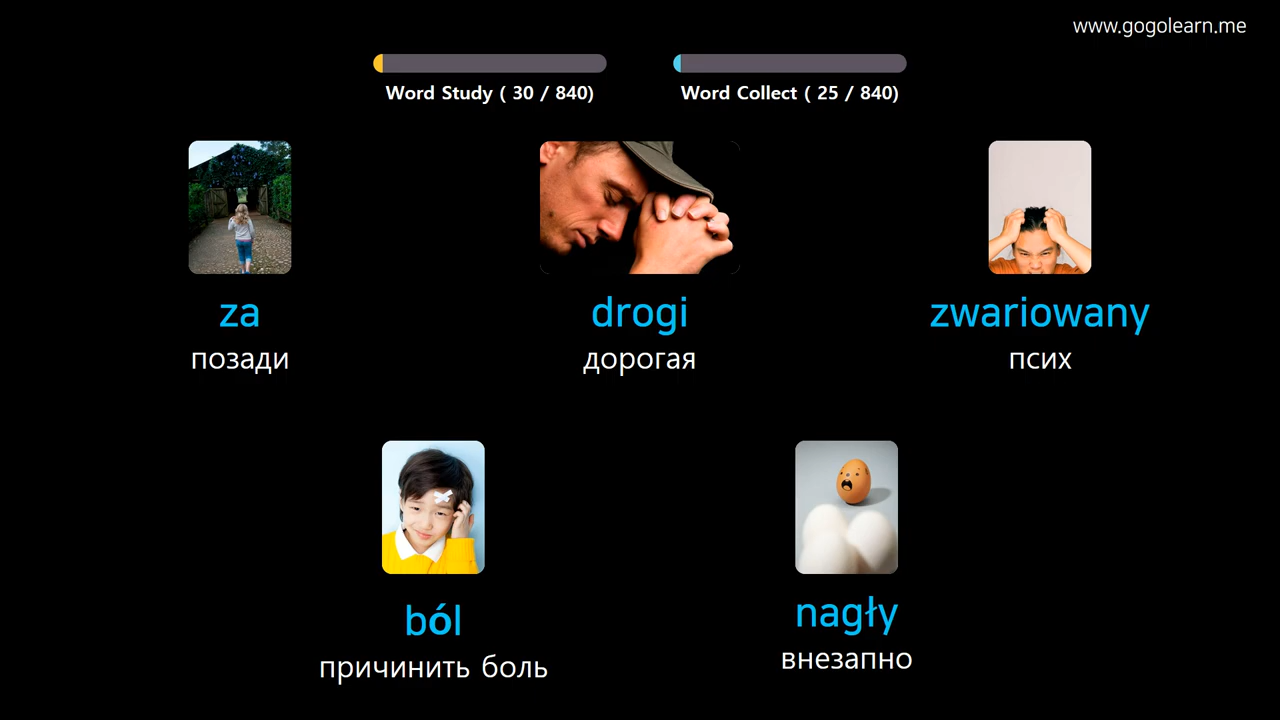 www.gogolearn.me
Word Study ( 30 / 840)
Word Collect ( 25 / 840)
za
позади
drogi
дорогая
zwariowany
псих
ból
причинить боль
nagły
внезапно